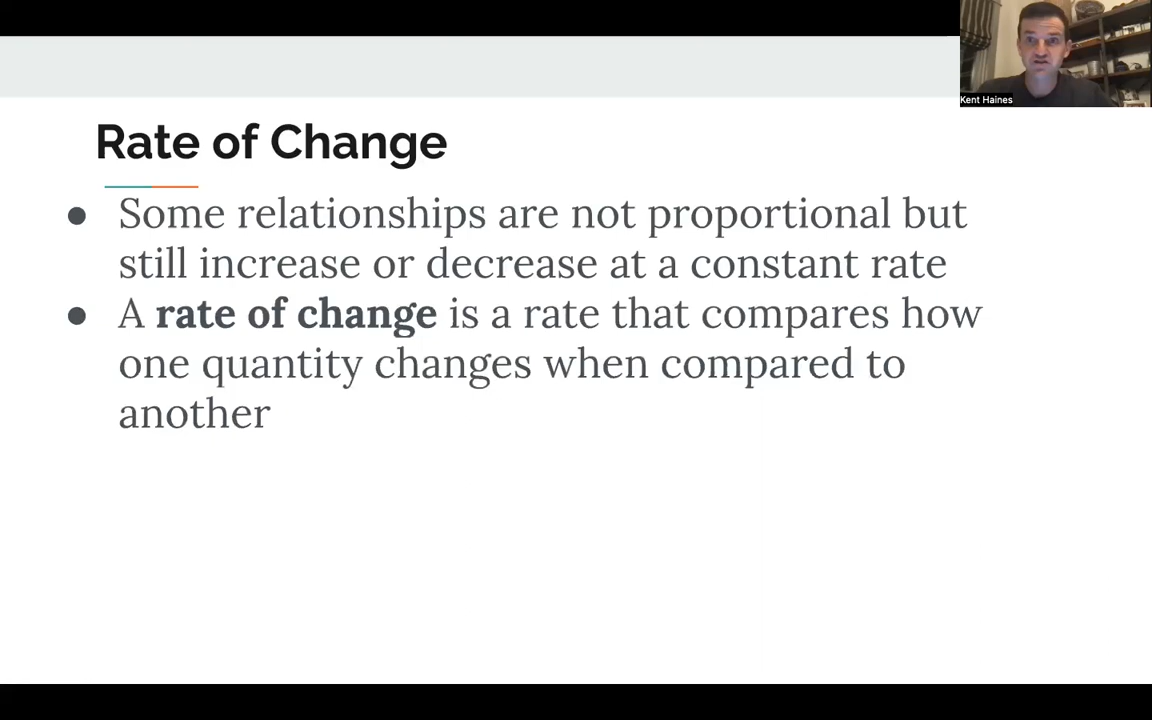 Kent Haines
Rate of Change
● Some relationships are not proportional but
still increase or decrease at a constant rate
● A rate of change is a rate that compares how
one quantity changes when compared to
another